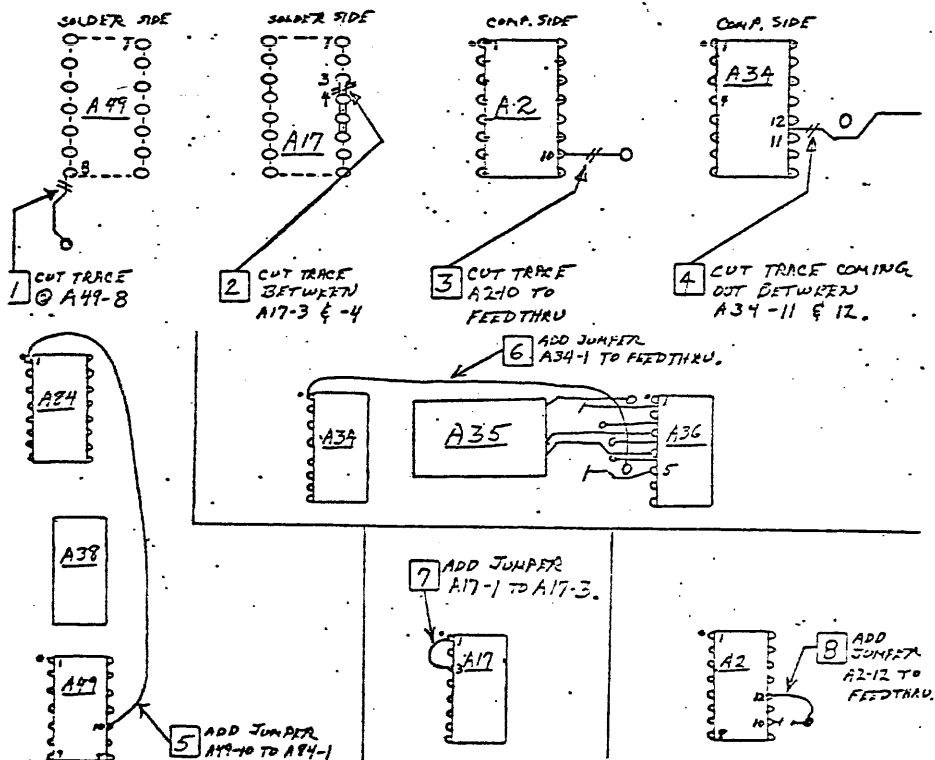 SOLDER SIDE
1
A49
8
1 CUT TRACE
@ A49-8
SOLDER SIDE
1
3
4
A17
2 CUT TRACE
BETWEEN
A17-3 & -4
COMP. SIDE
1
A2
10
3 CUT TRACE
A2-10 TO
FEEDTHRU
COMP. SIDE
1
A34
12
11
4 CUT TRACE COMING
OUT BETWEEN
A34-11 & 12.
1
A84
A38
1
A49
10
7
5 ADD JUMPER
A49-10 TO A84-1
6 ADD JUMPER
A34-1 TO FEEDTHRU.
A34
A35
1
A36
5
7 ADD JUMPER
A17-1 TO A17-3.
1
3 A17
1
A2
12
10
8 ADD
JUMPER
A2-12 TO
FEEDTHRU.